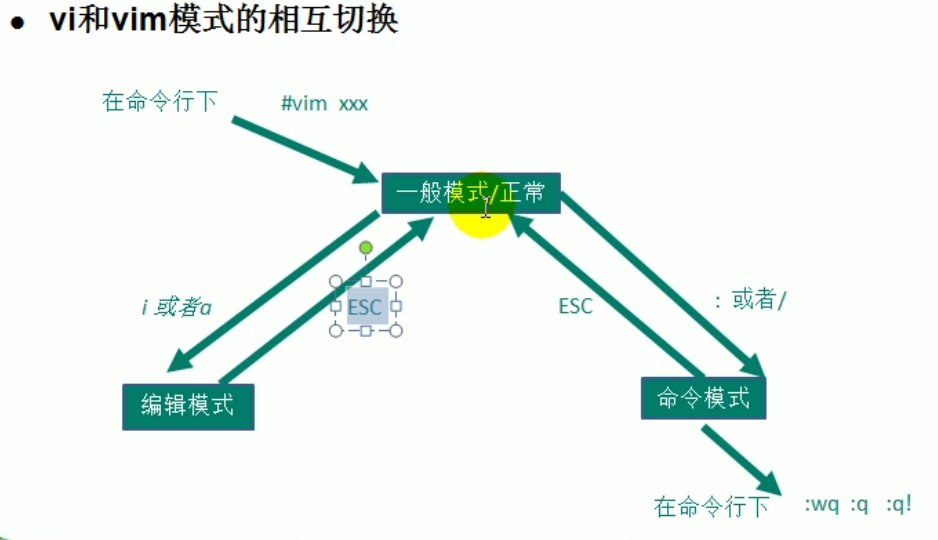 ● vi和vim模式的相互切换
在命令行下 #vim xxx
一般模式/正常
i 或者a
ESC
ESC
: 或者/
编辑模式
命令模式
在命令行下 :wq :q :q!